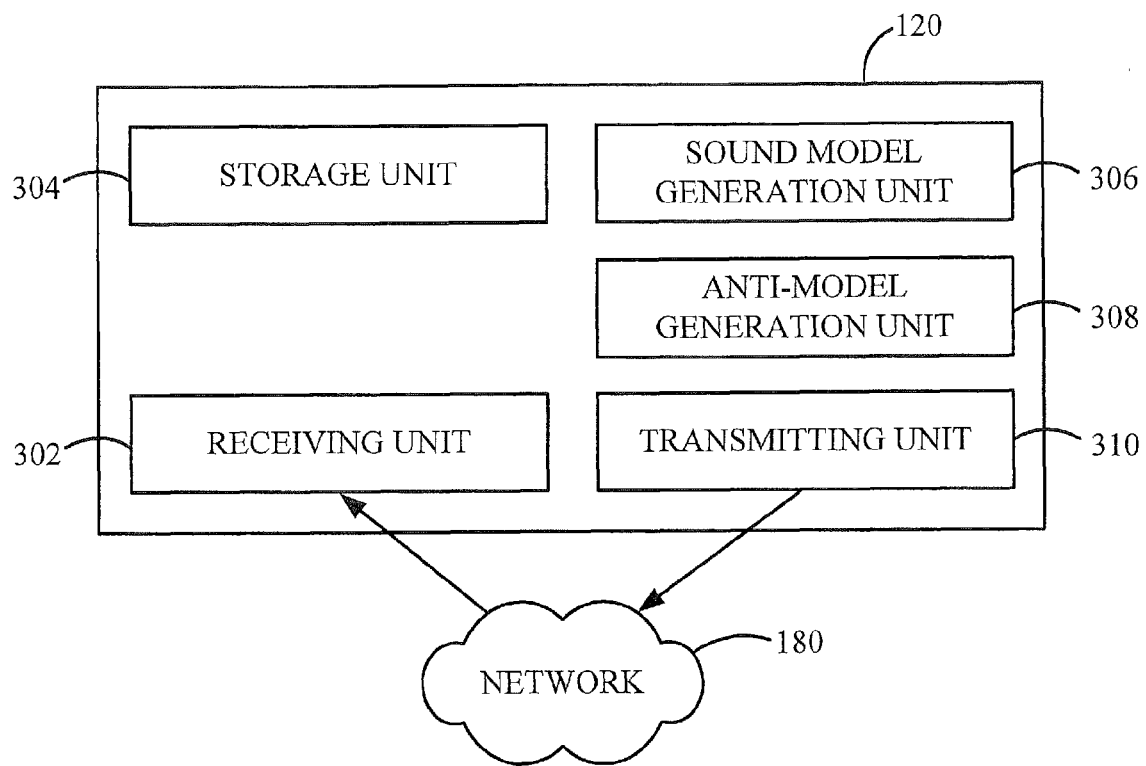 120
304
STORAGE UNIT
SOUND MODEL
GENERATION UNIT
306
ANTI-MODEL
GENERATION UNIT
308
302
RECEIVING UNIT
TRANSMITTING UNIT
310
NETWORK
180